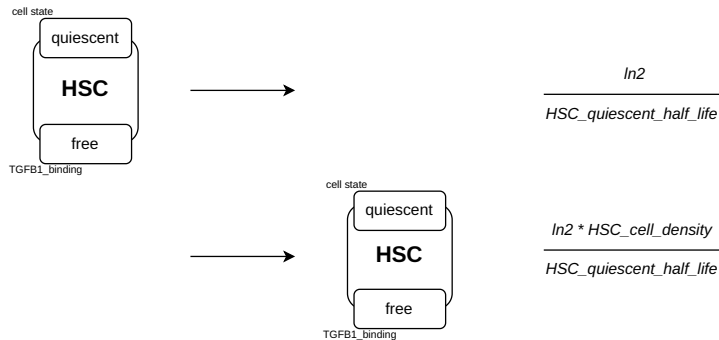 cell state
quiescent
HSC
free
TGFB1_binding
ln2
HSC_quiescent_half_life
cell state
quiescent
HSC
free
TGFB1_binding
ln2 * HSC_cell_density
HSC_quiescent_half_life